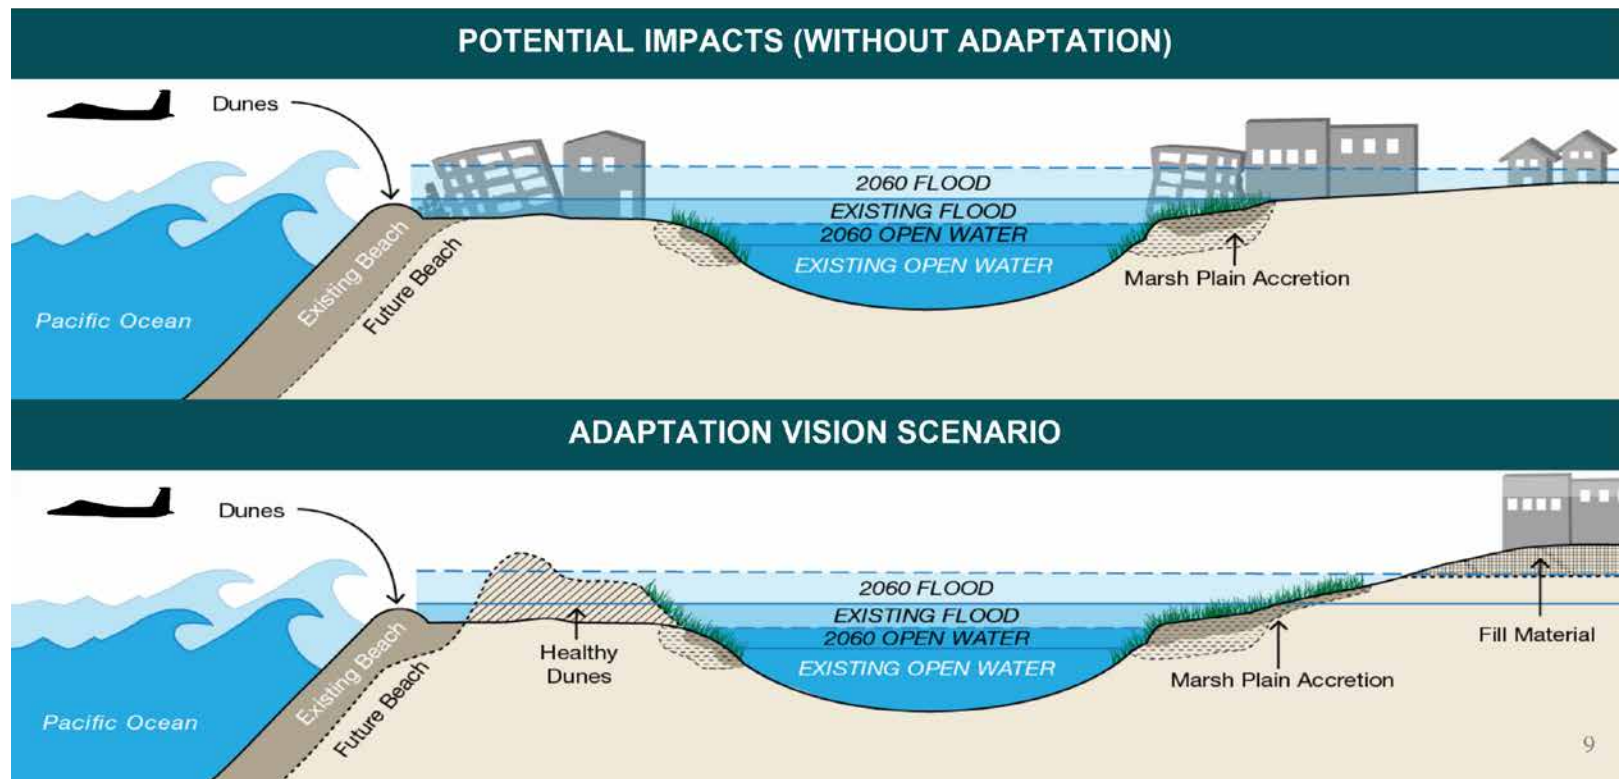 POTENTIAL IMPACTS (WITHOUT ADAPTATION)
Dunes
2060 FLOOD
EXISTING FLOOD
2060 OPEN WATER
EXISTING OPEN WATER
Existing Beach
Future Beach
Pacific Ocean
Marsh Plain Accretion
ADAPTATION VISION SCENARIO
Dunes
2060 FLOOD
EXISTING FLOOD
2060 OPEN WATER
EXISTING OPEN WATER
Existing Beach
Future Beach
Pacific Ocean
Healthy
Dunes
Marsh Plain Accretion
Fill Material
9